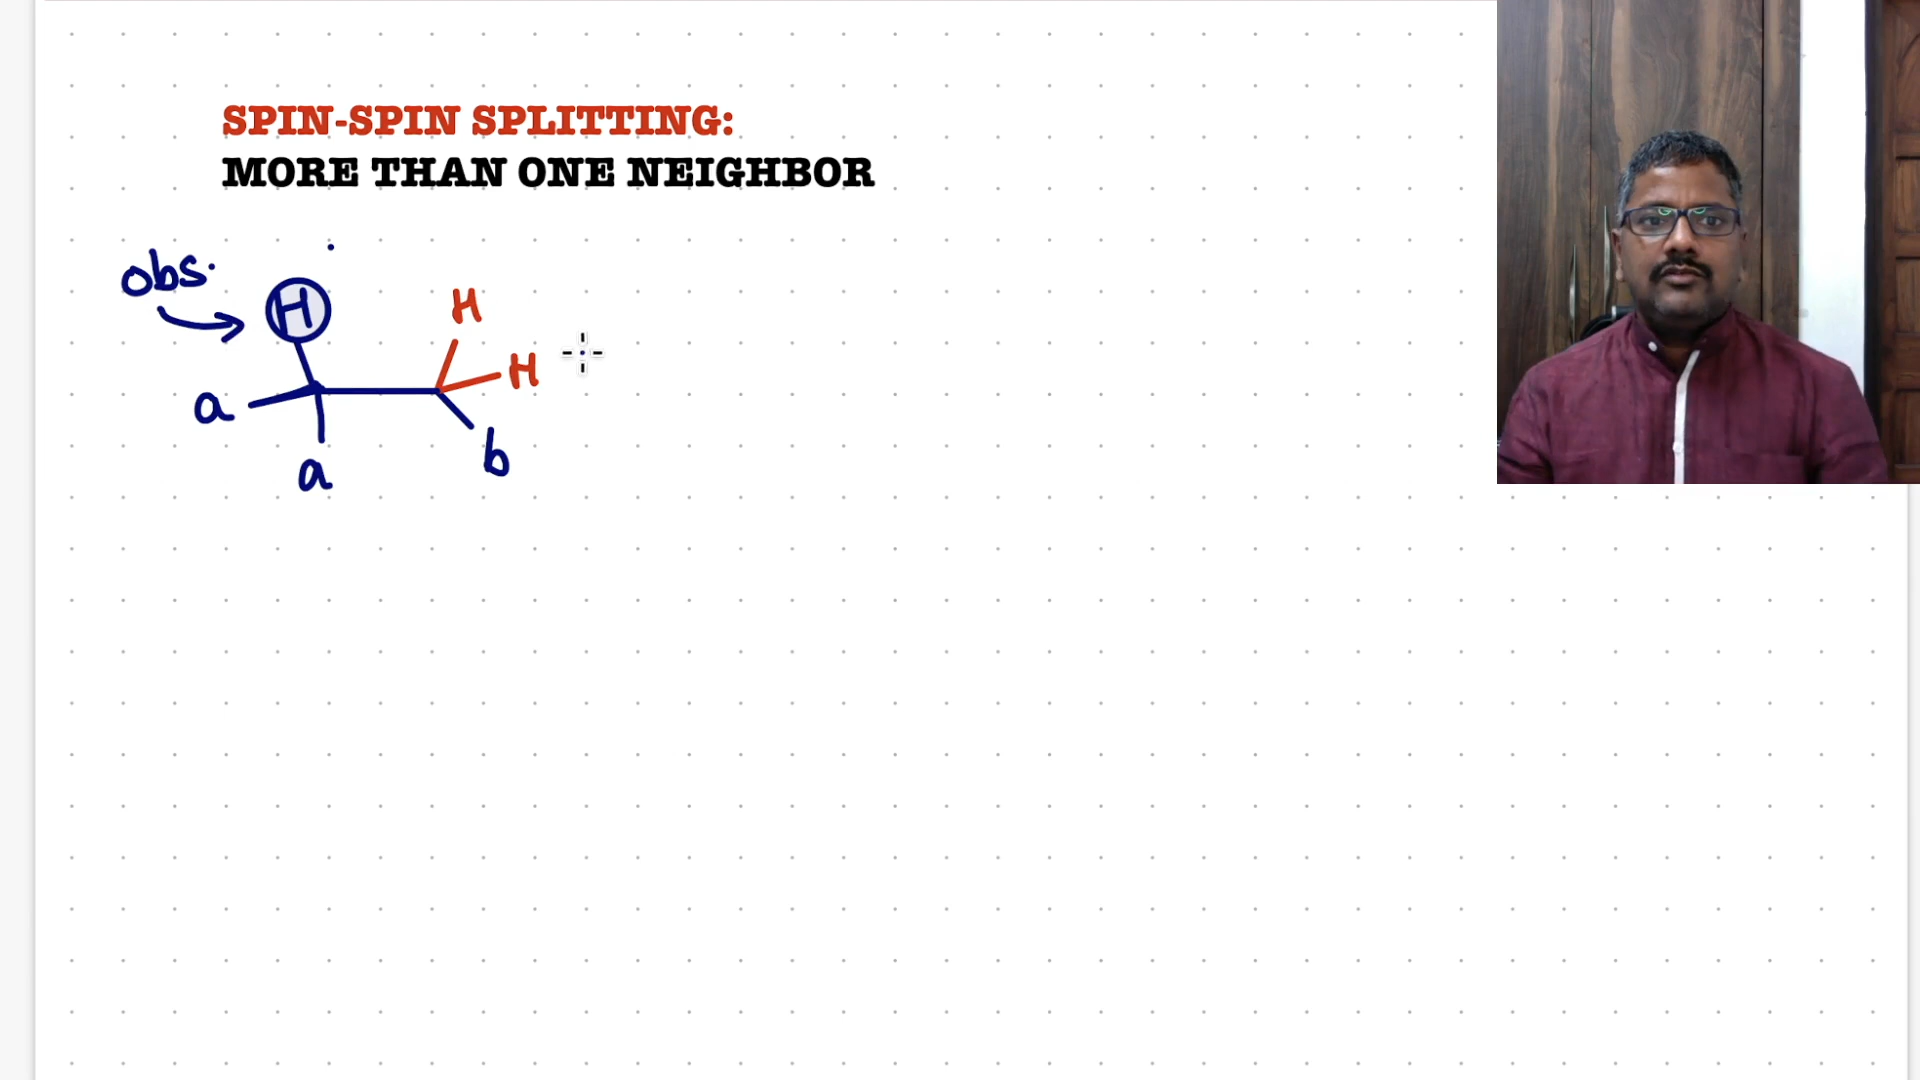 SPIN-SPIN SPLITTING:
MORE THAN ONE NEIGHBOR
obs.
H
H
H
a
a
b